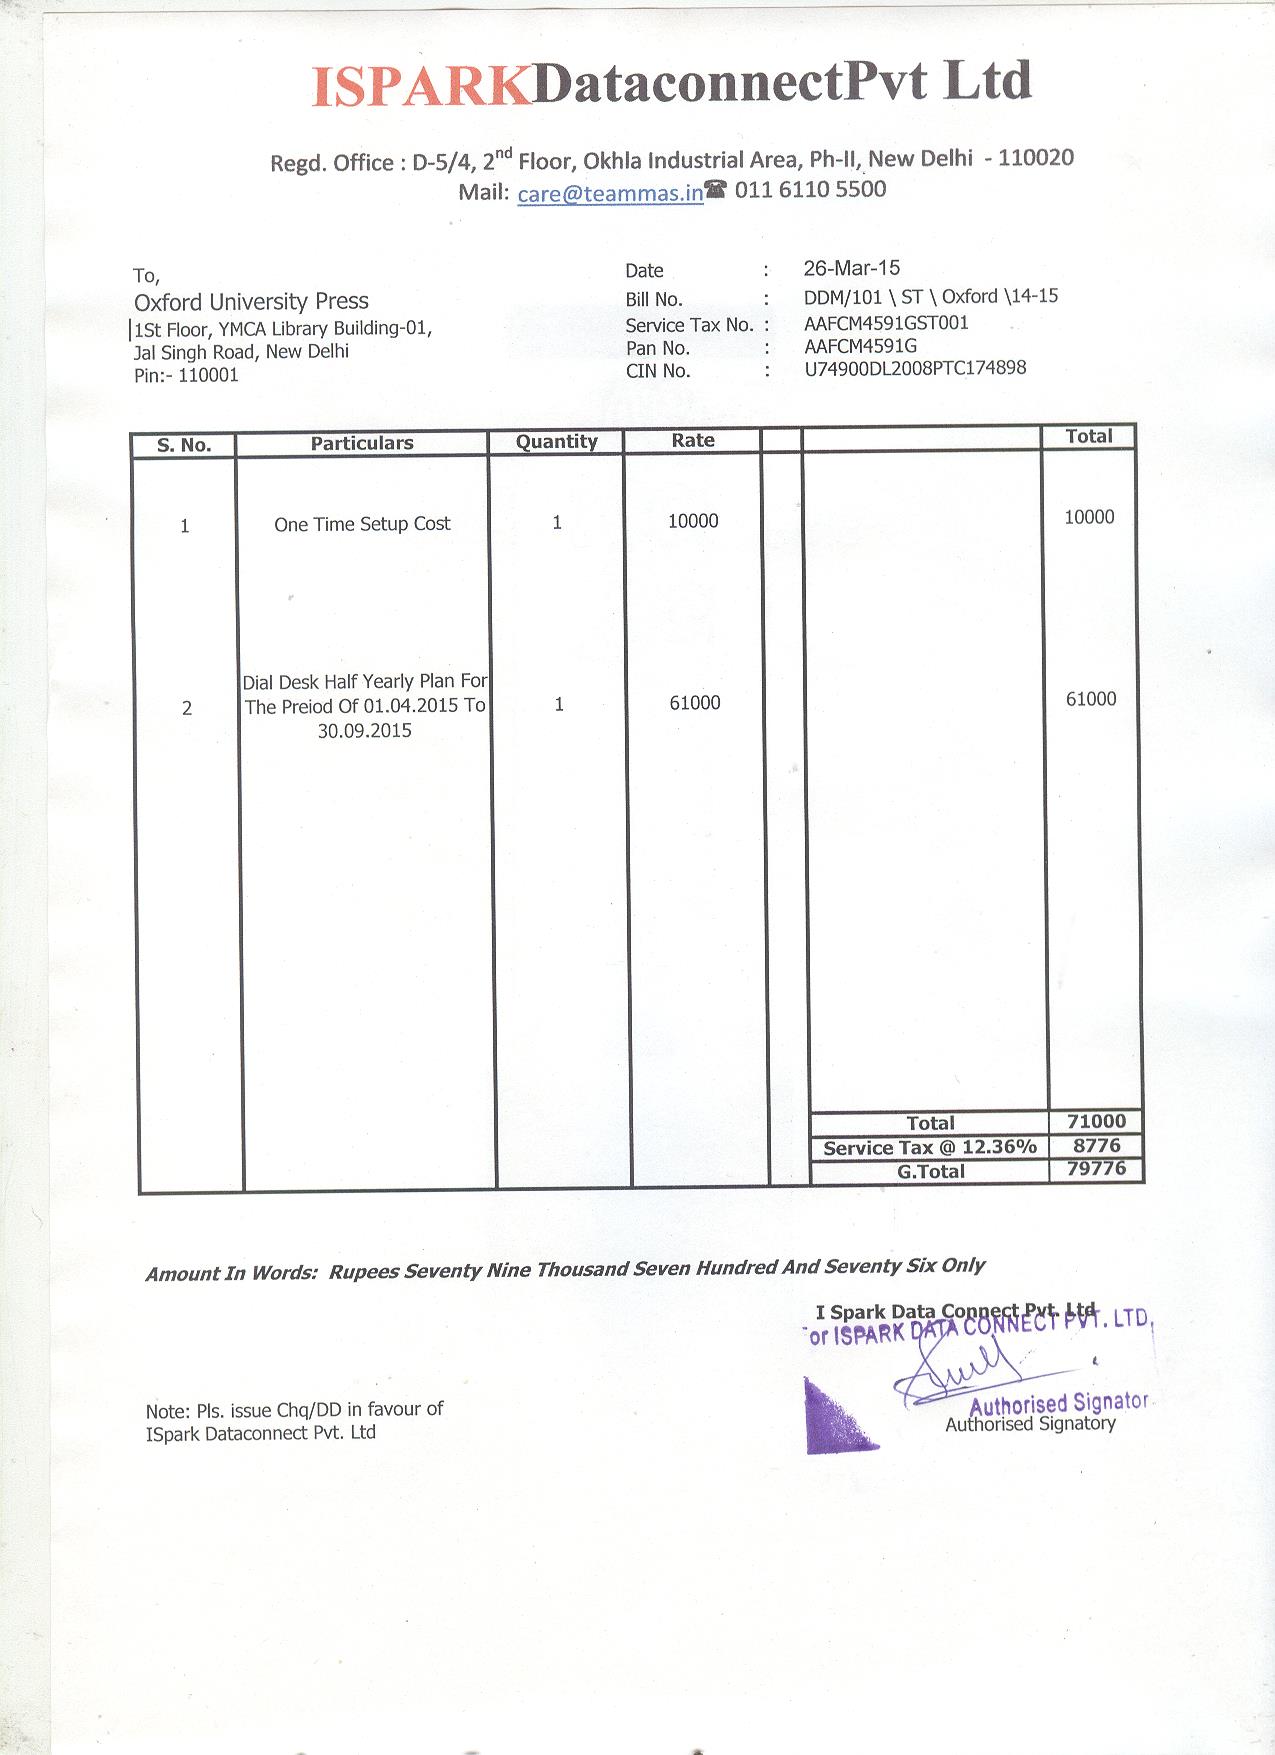 ISPARKDataconnectPvt Ltd
Regd. Office : D-5/4, 2nd Floor, Okhla Industrial Area, Ph-II, New Delhi - 110020
Mail: care@teammas.in☎ 011 6110 5500
To,
Oxford University Press
1St Floor, YMCA Library Building-01,
Jal Singh Road, New Delhi
Pin:- 110001
Date : 26-Mar-15
Bill No. : DDM/101 \ ST \ Oxford \14-15
Service Tax No. : AAFCM4591GST001
Pan No. : AAFCM4591G
CIN No. : U74900DL2008PTC174898
S. No. Particulars Quantity Rate Total
1 One Time Setup Cost 1 10000 10000
Dial Desk Half Yearly Plan For
2 The Preiod Of 01.04.2015 To 1 61000 61000
30.09.2015
Total 71000
Service Tax @ 12.36% 8776
G.Total 79776
Amount In Words: Rupees Seventy Nine Thousand Seven Hundred And Seventy Six Only
I Spark Data Connect Pvt. Ltd
or ISPARK DATA CONNECT PVT. LTD.
Authorised Signator
Authorised Signatory
Note: Pls. issue Chq/DD in favour of
ISpark Dataconnect Pvt. Ltd